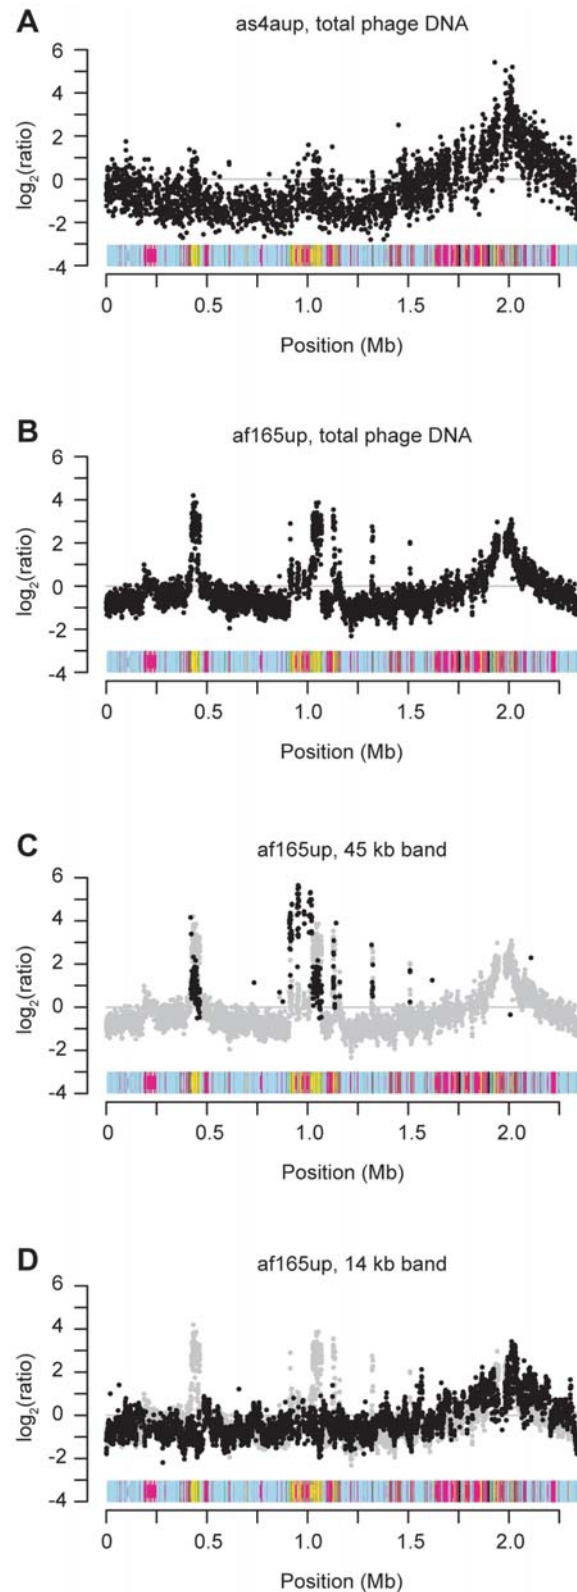 A
as4aup, total phage DNA
6
4
2
0
-2
-4
log2(ratio)
0 0.5 1.0 1.5 2.0
Position (Mb)
B
af165up, total phage DNA
6
4
2
0
-2
-4
log2(ratio)
0 0.5 1.0 1.5 2.0
Position (Mb)
C
af165up, 45 kb band
6
4
2
0
-2
-4
log2(ratio)
0 0.5 1.0 1.5 2.0
Position (Mb)
D
af165up, 14 kb band
6
4
2
0
-2
-4
log2(ratio)
0 0.5 1.0 1.5 2.0
Position (Mb)